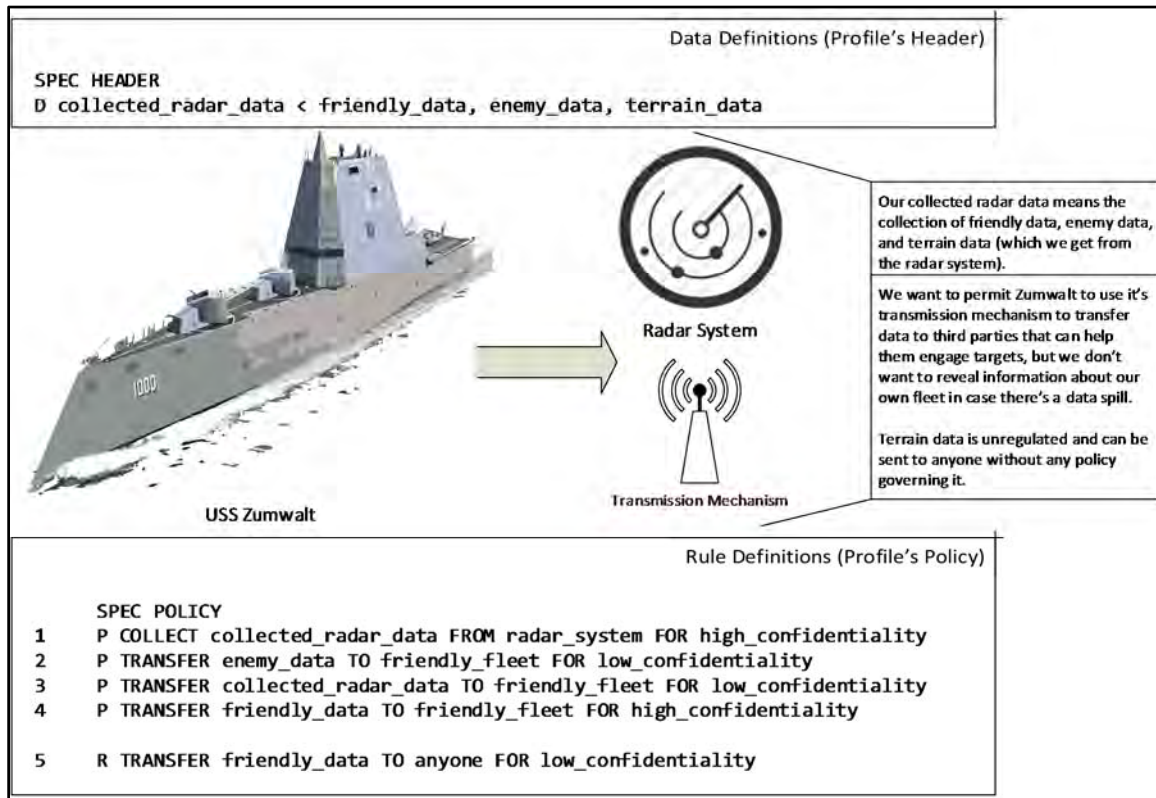 Data Definitions (Profile's Header)
SPEC HEADER
D collected_radar_data < friendly_data, enemy_data, terrain_data
1000
USS Zumwalt
Radar System
Transmission Mechanism
Our collected radar data means the
collection of friendly data, enemy data,
and terrain data (which we get from
the radar system).
We want to permit Zumwalt to use it's
transmission mechanism to transfer
data to third parties that can help
them engage targets, but we don't
want to reveal information about our
own fleet in case there's a data spill.
Terrain data is unregulated and can be
sent to anyone without any policy
governing it.
Rule Definitions (Profile's Policy)
SPEC POLICY
1 P COLLECT collected_radar_data FROM radar_system FOR high_confidentiality
2 P TRANSFER enemy_data TO friendly_fleet FOR low_confidentiality
3 P TRANSFER collected_radar_data TO friendly_fleet FOR low_confidentiality
4 P TRANSFER friendly_data TO friendly_fleet FOR high_confidentiality
5 R TRANSFER friendly_data TO anyone FOR low_confidentiality